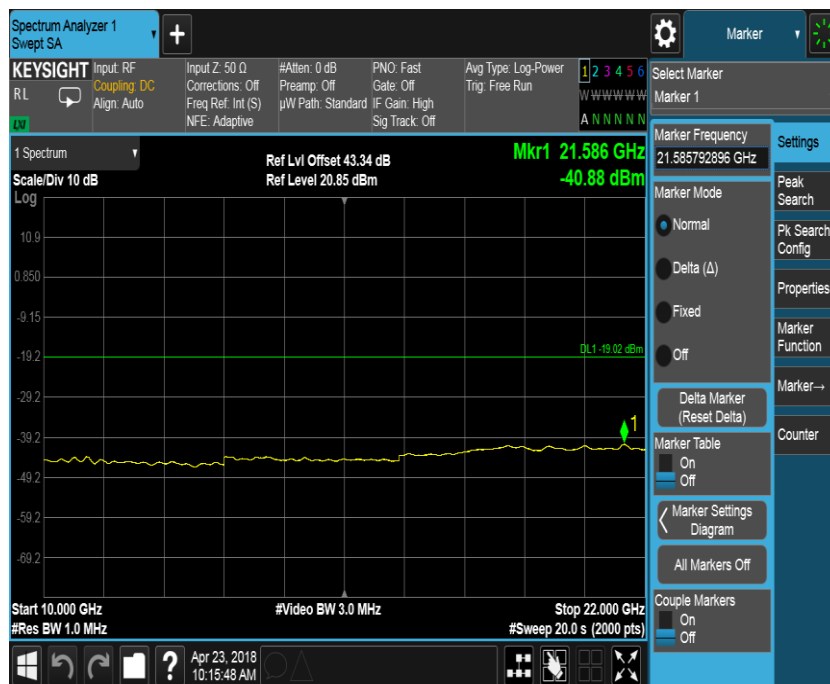 Spectrum Analyzer 1
Swept SA
+
Marker
KEYSIGHT
RL
LXI
Input: RF
Coupling: DC
Align: Auto
Input Z: 50 Ω
Corrections: Off
Freq Ref: Int (S)
NFE: Adaptive
#Atten: 0 dB
Preamp: Off
µW Path: Standard
PNO: Fast
Gate: Off
IF Gain: High
Sig Track: Off
Avg Type: Log-Power
Trig: Free Run
1 2 3 4 5 6
W W W W W W
A N N N N N
Select Marker
Marker 1
1 Spectrum
Scale/Div 10 dB
Ref Lvl Offset 43.34 dB
Ref Level 20.85 dBm
Mkr1 21.586 GHz
-40.88 dBm
Log
10.9
0.850
-9.15
-19.2
-29.2
-39.2
-49.2
-59.2
-69.2
DL1 -19.02 dBm
1
Start 10.000 GHz
#Res BW 1.0 MHz
#Video BW 3.0 MHz
Stop 22.000 GHz
#Sweep 20.0 s (2000 pts)
Marker Frequency
21.585792896 GHz
Marker Mode
Normal
Delta (Δ)
Fixed
Off
Delta Marker
(Reset Delta)
Marker Table
On
Off
Marker Settings
Diagram
All Markers Off
Couple Markers
On
Off
Settings
Peak
Search
Pk Search
Config
Properties
Marker
Function
Marker→
Counter
?
Apr 23, 2018
10:15:48 AM